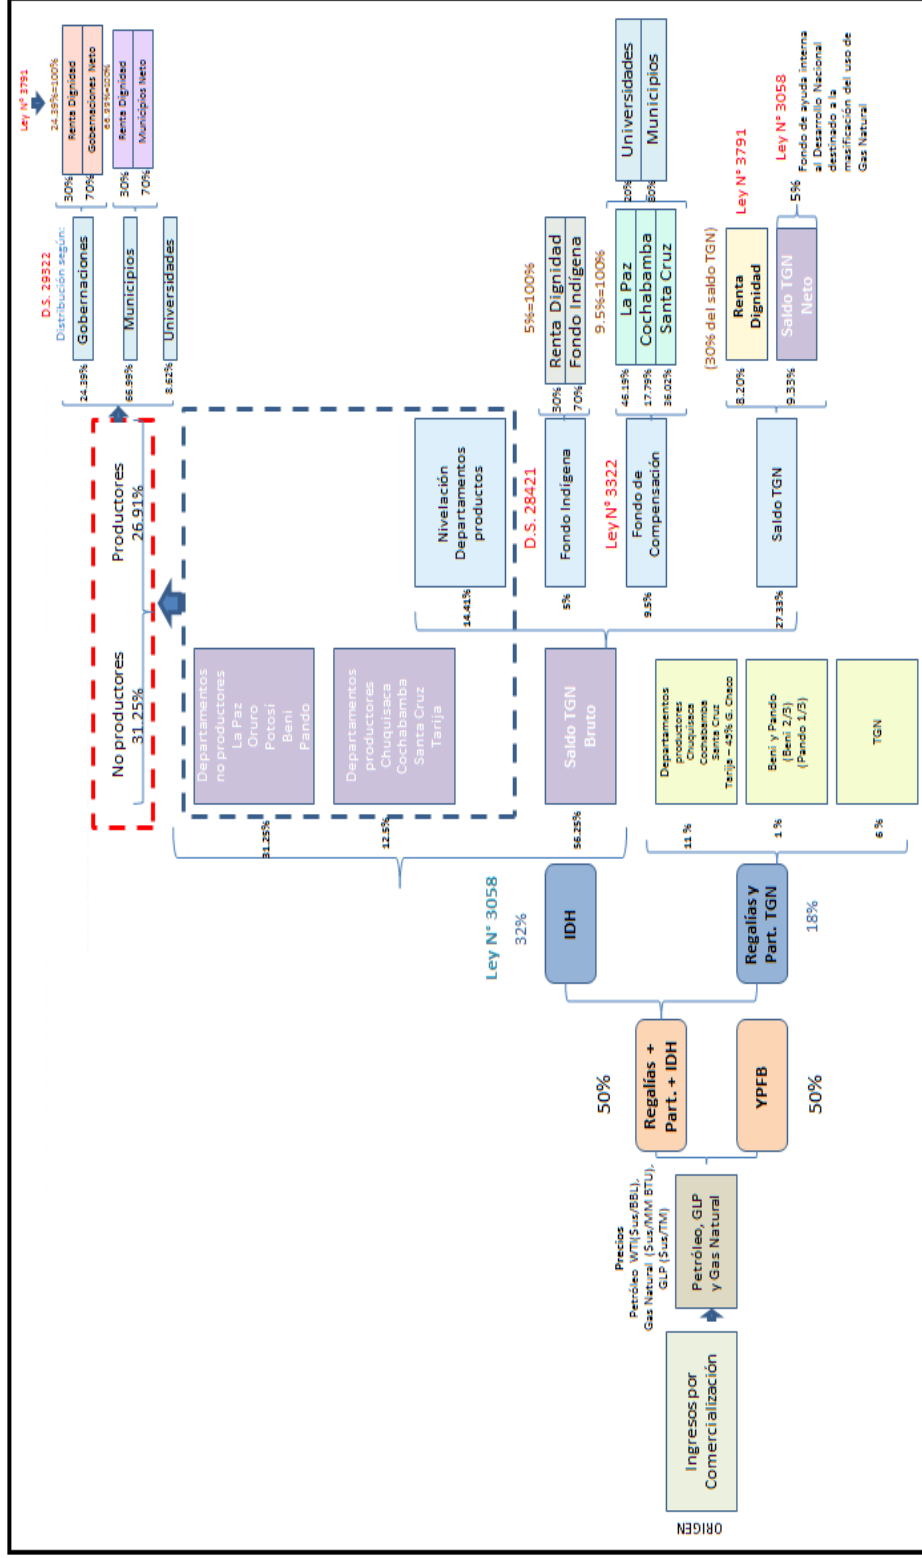 ORIGEN
Ingresos por
Comercialización
Precios
Petróleo WTI($us/BBL),
Gas Natural ($us/MM BTU),
GLP ($us/TM)
Petróleo, GLP
y Gas Natural
50%
Regalías +
Part. + IDH
YPFB
50%
Ley N° 3058
32%
IDH
Regalías y
Part. TGN
18%
31.25%
12.5%
56.25%
11 %
1 %
6 %
Departamentos
no productores
La Paz
Oruro
Potosí
Beni
Pando
Departamentos
productores
Chuquisaca
Cochabamba
Santa Cruz
Tarija
Saldo TGN
Bruto
Departamentos
productores
Chuquisaca
Cochabamba
Santa Cruz
Tarija – 45% G. Chaco
Beni y Pando
(Beni 2/3)
(Pando 1/3)
TGN
No productores
31.25%
Productores
26.91%
14.41%
Nivelación
Departamentos
productos
D.S. 28421
5%
Fondo Indígena
Ley N° 3322
9.5%
Fondo de
Compensación
27.33%
Saldo TGN
D.S. 29322
Distribución según:
24.39%
Gobernaciones
66.99%
Municipios
8.62%
Universidades
5%=100%
30%
Renta Dignidad
70%
Fondo Indígena
9.5%=100%
46.19%
La Paz
17.79%
Cochabamba
36.02%
Santa Cruz
(30% del saldo TGN)
8.20%
Renta
Dignidad
9.33%
Saldo TGN
Neto
Ley N° 3791
24.39%=100%
30%
Renta Dignidad
70%
Gobernaciones Neto
66.99%=100%
30%
Renta Dignidad
70%
Municipios Neto
20%
Universidades
80%
Municipios
Ley N° 3791
5%
Ley N° 3058
Fondo de ayuda interna
al Desarrollo Nacional
destinado a la
masificación del uso de
Gas Natural